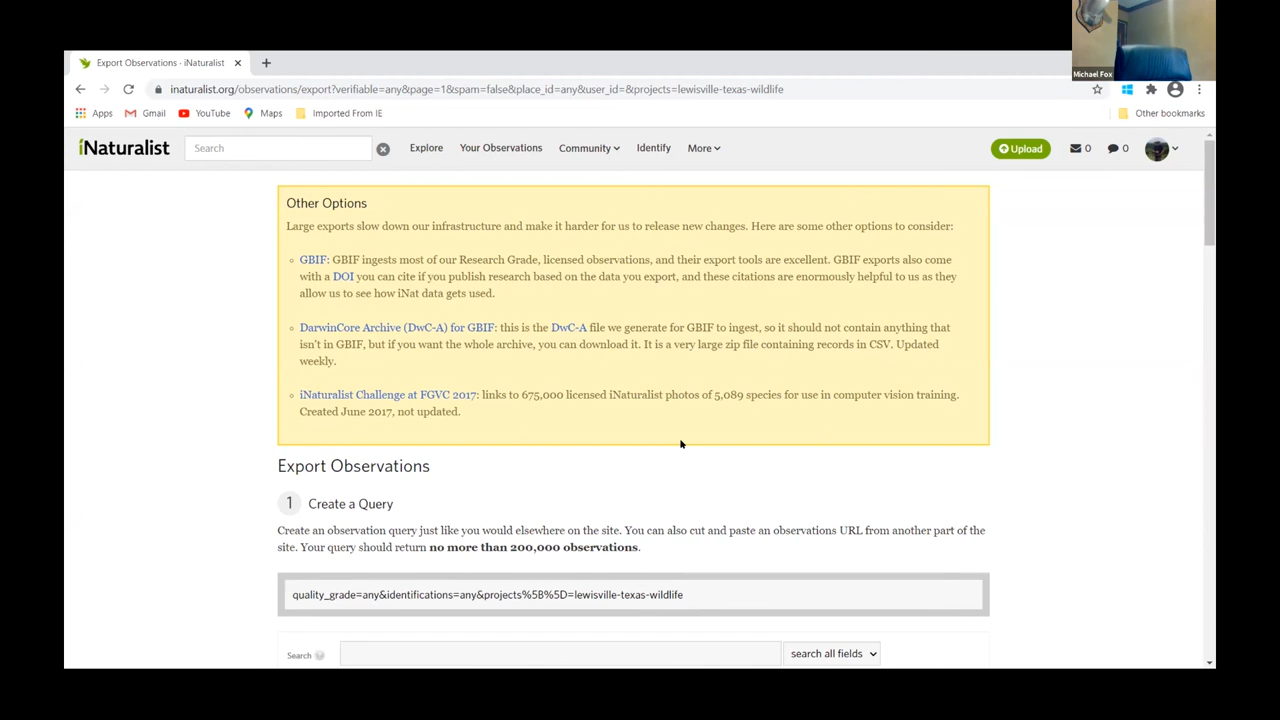 Michael Fox
Export Observations · iNaturalist
inaturalist.org/observations/export?verifiable=any&page=1&spam=false&place_id=any&user_id=&projects=lewisville-texas-wildlife
Apps Gmail YouTube Maps Imported From IE Other bookmarks
iNaturalist Search Explore Your Observations Community Identify More Upload 0 0
Other Options
Large exports slow down our infrastructure and make it harder for us to release new changes. Here are some other options to consider:
GBIF: GBIF ingests most of our Research Grade, licensed observations, and their export tools are excellent. GBIF exports also come
with a DOI you can cite if you publish research based on the data you export, and these citations are enormously helpful to us as they
allow us to see how iNat data gets used.
DarwinCore Archive (DwC-A) for GBIF: this is the DwC-A file we generate for GBIF to ingest, so it should not contain anything that
isn't in GBIF, but if you want the whole archive, you can download it. It is a very large zip file containing records in CSV. Updated
weekly.
iNaturalist Challenge at FGVC 2017: links to 675,000 licensed iNaturalist photos of 5,089 species for use in computer vision training.
Created June 2017, not updated.
Export Observations
1 Create a Query
Create an observation query just like you would elsewhere on the site. You can also cut and paste an observations URL from another part of the
site. Your query should return no more than 200,000 observations.
quality_grade=any&identifications=any&projects%5B%5D=lewisville-texas-wildlife
Search search all fields